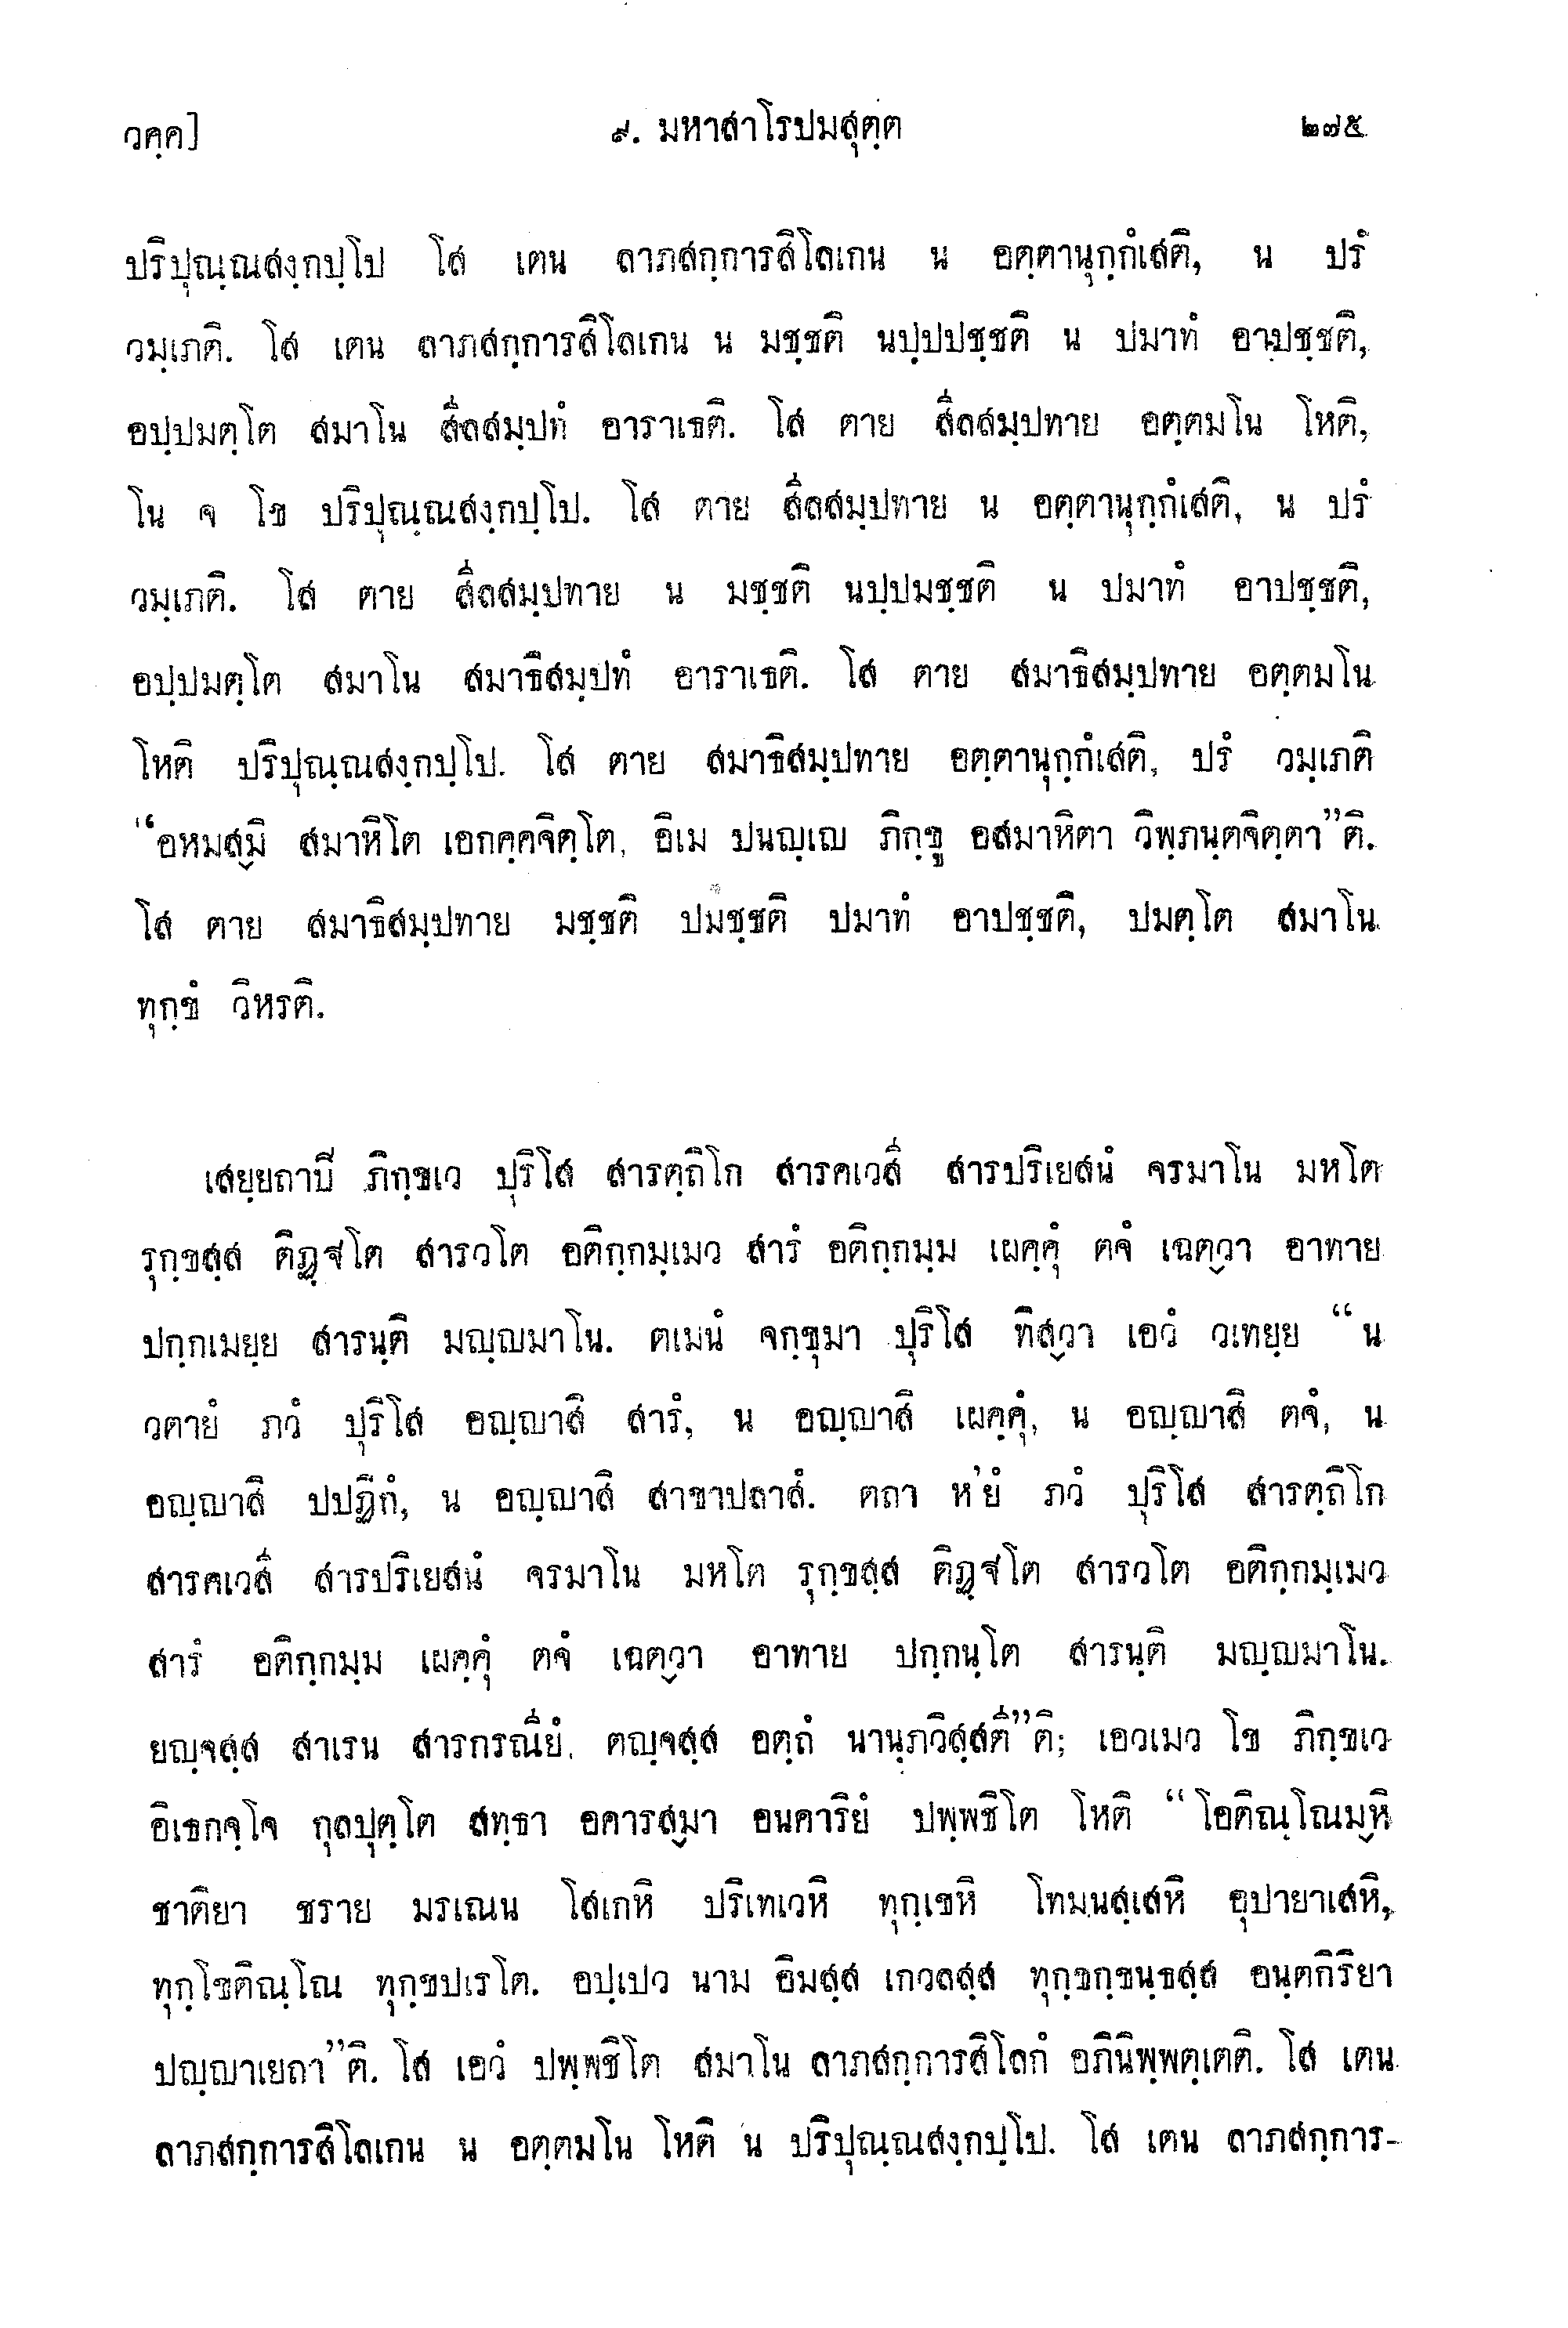 วคฺค]
๙. มหาสาโรปมสุตฺต
๒๗๕
ปริปุณฺณสงฺกปฺโป โส เตน ลาภสกฺการสิโลเกน น อตฺตานุกฺกํเสติ, น ปรํ
วมฺเภติ. โส เตน ลาภสกฺการสิโลเกน น มชฺชติ นปฺปปชฺชติ น ปมาทํ อาปชฺชติ,
อปฺปมตฺโต สมาโน สีลสมฺปทํ อาราเธติ. โส ตาย สีลสมฺปทาย อตฺตมโน โหติ,
โน จ โข ปริปุณฺณสงฺกปฺโป. โส ตาย สีลสมฺปทาย น อตฺตานุกฺกํเสติ, น ปรํ
วมฺเภติ. โส ตาย สีลสมฺปทาย น มชฺชติ นปฺปมชฺชติ น ปมาทํ อาปชฺชติ,
อปฺปมตฺโต สมาโน สมาธิสมฺปทํ อาราเธติ. โส ตาย สมาธิสมฺปทาย อตฺตมโน
โหติ ปริปุณฺณสงฺกปฺโป. โส ตาย สมาธิสมฺปทาย อตฺตานุกฺกํเสติ, ปรํ วมฺเภติ
“อหมสฺมิ สมาหิโต เอกคฺคจิตฺโต, อิเม ปนญฺเญ ภิกฺขู อสมาหิตา วิพฺภนฺตจิตฺตา”ติ.
โส ตาย สมาธิสมฺปทาย มชฺชติ ปมชฺชติ ปมาทํ อาปชฺชติ, ปมตฺโต สมาโน
ทุกฺขํ วิหรติ.
เสยฺยถาปี ภิกฺขเว ปุริโส สารตฺถิโก สารคเวสี สารปริเยสนํ จรมาโน มหโต
รุกฺขสฺส ติฏฺฐโต สารวโต อติกฺกมฺเมว สารํ อติกฺกมฺม เผคฺคุํ ตจํ เฉตฺวา อาทาย
ปกฺกเมยฺย สารนฺติ มญฺญมาโน. ตเมนํ จกฺขุมา ปุริโส ทิสฺวา เอวํ วเทยฺย “น
วตายํ ภวํ ปุริโส อญฺญาสิ สารํ, น อญฺญาสิ เผคฺคุํ, น อญฺญาสิ ตจํ, น
อญฺญาสิ ปปฏิกํ, น อญฺญาสิ สาขาปลาสํ. ตถา ห'ยํ ภวํ ปุริโส สารตฺถิโก
สารคเวสี สารปริเยสนํ จรมาโน มหโต รุกฺขสฺส ติฏฺฐโต สารวโต อติกฺกมฺเมว
สารํ อติกฺกมฺม เผคฺคุํ ตจํ เฉตฺวา อาทาย ปกฺกนฺโต สารนฺติ มญฺญมาโน.
ยญฺจสฺส สาเรน สารกรณียํ, ตญฺจสฺส อตฺถํ นานุภวิสฺสตี”ติ; เอวเมว โข ภิกฺขเว
อิเธกจฺโจ กุลปุตฺโต สทฺธา อคารสฺมา อนคาริยํ ปพฺพชิโต โหติ “โอติณฺโณมฺหิ
ชาติยา ชราย มรเณน โสเกหิ ปริเทเวหิ ทุกฺเขหิ โทมนสฺเสหิ อุปายาเสหิ,
ทุกฺโขติณฺโณ ทุกฺขปเรโต. อปฺเปว นาม อิมสฺส เกวลสฺส ทุกฺขกฺขนฺธสฺส อนฺตกิริยา
ปญฺญาเยถา”ติ. โส เอวํ ปพฺพชิโต สมาโน ลาภสกฺการสิโลกํ อภินิพฺพตฺเตติ. โส เตน
ลาภสกฺการสิโลเกน น อตฺตมโน โหติ น ปริปุณฺณสงฺกปฺโป. โส เตน ลาภสกฺการ-